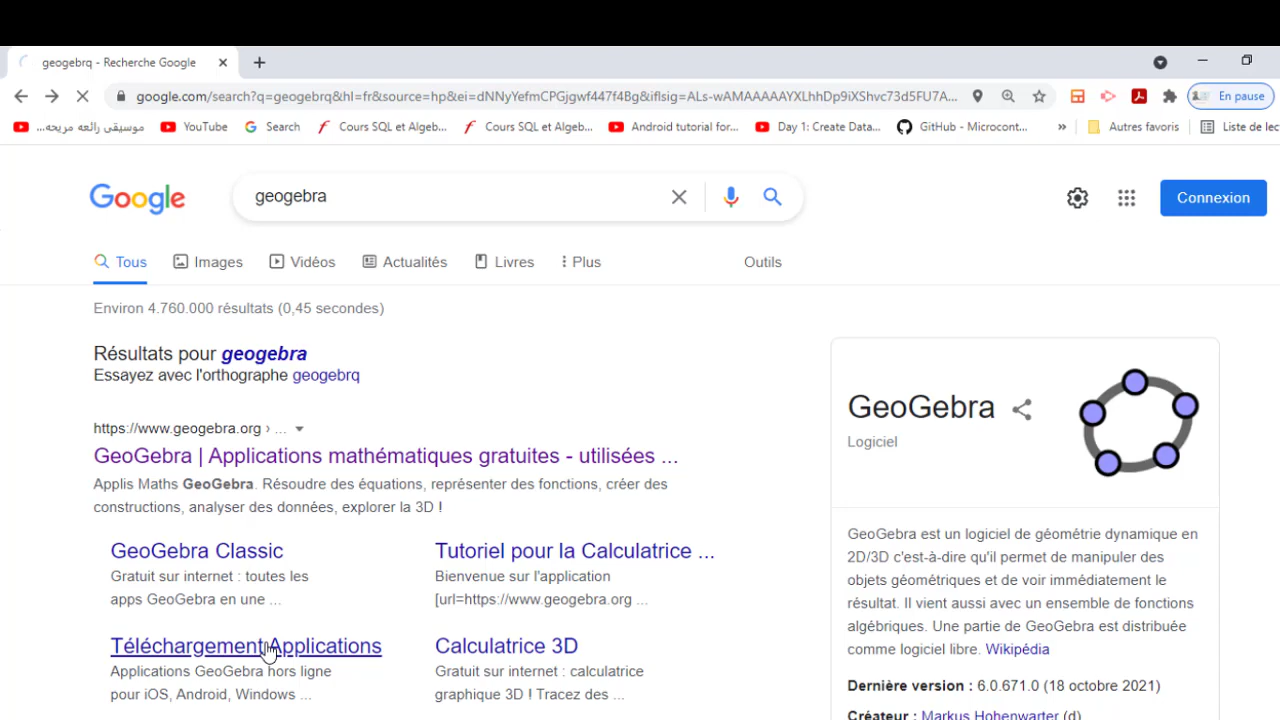 geogebrq - Recherche Google
google.com/search?q=geogebrq&hl=fr&source=hp&ei=dNNyYefmCPGjgwf447f4Bg&iflsig=ALs-wAMAAAAAYXLhhDp9iXShvc73d5FU7A...
En pause
موسيقى رائعه مريحه...
YouTube
Search
Cours SQL et Algeb...
Cours SQL et Algeb...
Android tutorial for...
Day 1: Create Data...
GitHub - Microcont...
»
Autres favoris
Liste de lec
Google
geogebra
Connexion
Tous
Images
Vidéos
Actualités
Livres
Plus
Outils
Environ 4.760.000 résultats (0,45 secondes)
Résultats pour geogebra
Essayez avec l'orthographe geogebrq
https://www.geogebra.org › ...
GeoGebra | Applications mathématiques gratuites - utilisées ...
Applis Maths GeoGebra. Résoudre des équations, représenter des fonctions, créer des
constructions, analyser des données, explorer la 3D !
GeoGebra Classic
Gratuit sur internet : toutes les
apps GeoGebra en une ...
Tutoriel pour la Calculatrice ...
Bienvenue sur l'application
[url=https://www.geogebra.org ...
Téléchargement Applications
Applications GeoGebra hors ligne
pour iOS, Android, Windows ...
Calculatrice 3D
Gratuit sur internet : calculatrice
graphique 3D ! Tracez des ...
GeoGebra
Logiciel
GeoGebra est un logiciel de géométrie dynamique en
2D/3D c'est-à-dire qu'il permet de manipuler des
objets géométriques et de voir immédiatement le
résultat. Il vient aussi avec un ensemble de fonctions
algébriques. Une partie de GeoGebra est distribuée
comme logiciel libre. Wikipédia
Dernière version : 6.0.671.0 (18 octobre 2021)
Créateur : Markus Hohenwarter (d)